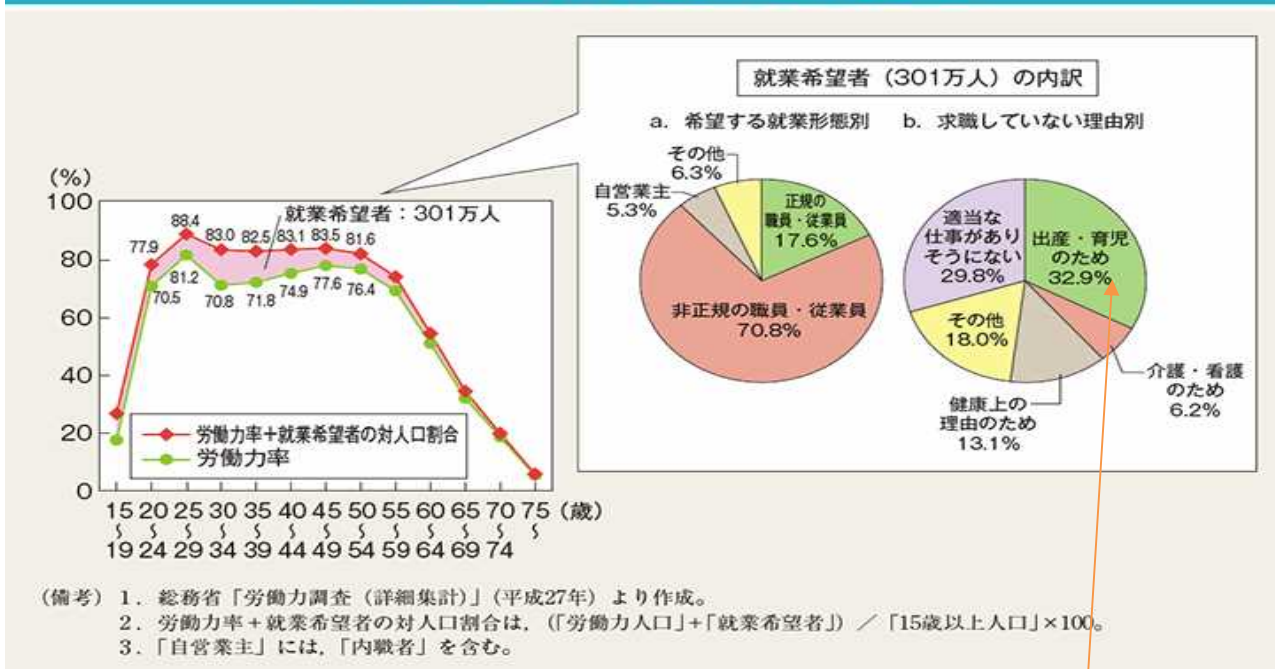 就業希望者（301万人）の内訳
a. 希望する就業形態別
b. 求職していない理由別
その他
6.3%
自営業主
5.3%
正規の
職員・従業員
17.6%
非正規の職員・従業員
70.8%
適当な
仕事があり
そうにない
29.8%
出産・育児
のため
32.9%
その他
18.0%
健康上の
理由のため
13.1%
介護・看護
のため
6.2%
(%)
100
80
60
40
20
0
就業希望者：301万人
77.9
88.4
83.0
82.5
83.1
83.5
81.6
70.5
81.2
70.8
71.8
74.9
77.6
76.4
労働力率＋就業希望者の対人口割合
労働力率
15 20 25 30 35 40 45 50 55 60 65 70 75（歳）
〜 〜 〜 〜 〜 〜 〜 〜 〜 〜 〜 〜 〜
19 24 29 34 39 44 49 54 59 64 69 74
（備考）1．総務省「労働力調査（詳細集計）」（平成27年）より作成。
2．労働力率＋就業希望者の対人口割合は，（「労働力人口」＋「就業希望者」）／「15歳以上人口」×100。
3．「自営業主」には，「内職者」を含む。